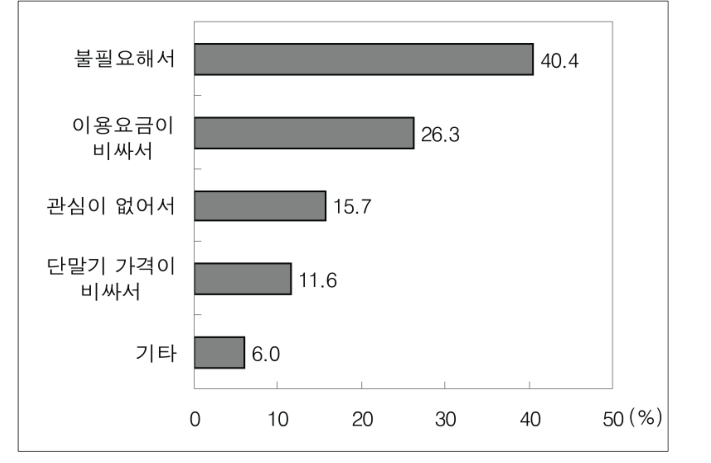 불필요해서
40.4
이용요금이
비싸서
26.3
관심이 없어서
15.7
단말기 가격이
비싸서
11.6
기타
6.0
0 10 20 30 40 50 (%)